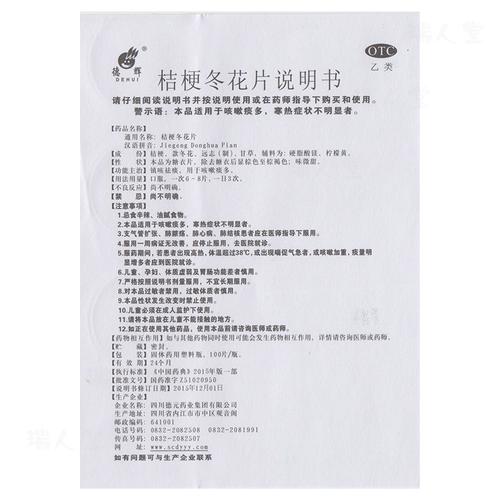 瑞人堂
德辉
DEHUI
桔梗冬花片说明书
OTC
乙类
请仔细阅读说明书并按说明使用或在药师指导下购买和使用。
警示语：本品适用于咳嗽痰多，寒热症状不明显者。
【药品名称】
通用名称：桔梗冬花片
汉语拼音：Jiegeng Donghua Pian
【成 份】桔梗，款冬花，远志（制），甘草，辅料为：硬脂酸镁，柠檬黄。
【性 状】本品为糖衣片，除去糖衣后显棕色至棕褐色；味微甜。
【功能主治】镇咳祛痰，用于咳嗽痰多。
【用法用量】口服，一次6-8片，一日3次。
【不良反应】尚不明确。
【禁 忌】尚不明确。
【注意事项】
1.忌食辛辣、油腻食物。
2.本品适用于咳嗽痰多，寒热症状不明显者。
3.支气管扩张、肺脓疡、肺心病、肺结核患者应在医师指导下服用。
4.服用一周病证无改善，应停止服用，去医院就诊。
5.服药期间，若患者出现高热，体温超过38℃，或出现喘促气急者，或咳嗽加重，痰量明
显增多者应到医院就诊。
6.儿童、孕妇、体质虚弱及胃肠功能差者慎用。
7.严格按照说明书剂量服用，不宜长期服用。
8.对本品过敏者禁用，过敏体质者慎用。
9.本品性状发生改变时禁止使用。
10.儿童必须在成人监护下使用。
11.请将本品放在儿童不能接触的地方。
12.如正在使用其他药品，使用本品前请咨询医师或药师。
【药物相互作用】如与其他药物同时使用可能会发生药物相互作用，详情请咨询医师或药师。
【贮 藏】密封。
【包 装】固体药用塑料瓶，100片/瓶。
【有 效 期】24个月
【执行标准】《中国药典》2015年版一部
【批准文号】国药准字Z51020950
【说明书修订日期】2015年12月01日
【生产企业】
企业名称：四川德元药业集团有限公司
生产地址：四川省内江市市中区观音阁
邮政编码：641001
电话号码：0832-2082508 0832-2081991
传真号码：0832-2082507
网 址：www.scdyyy.com
如有问题可与生产企业联系
瑞人堂